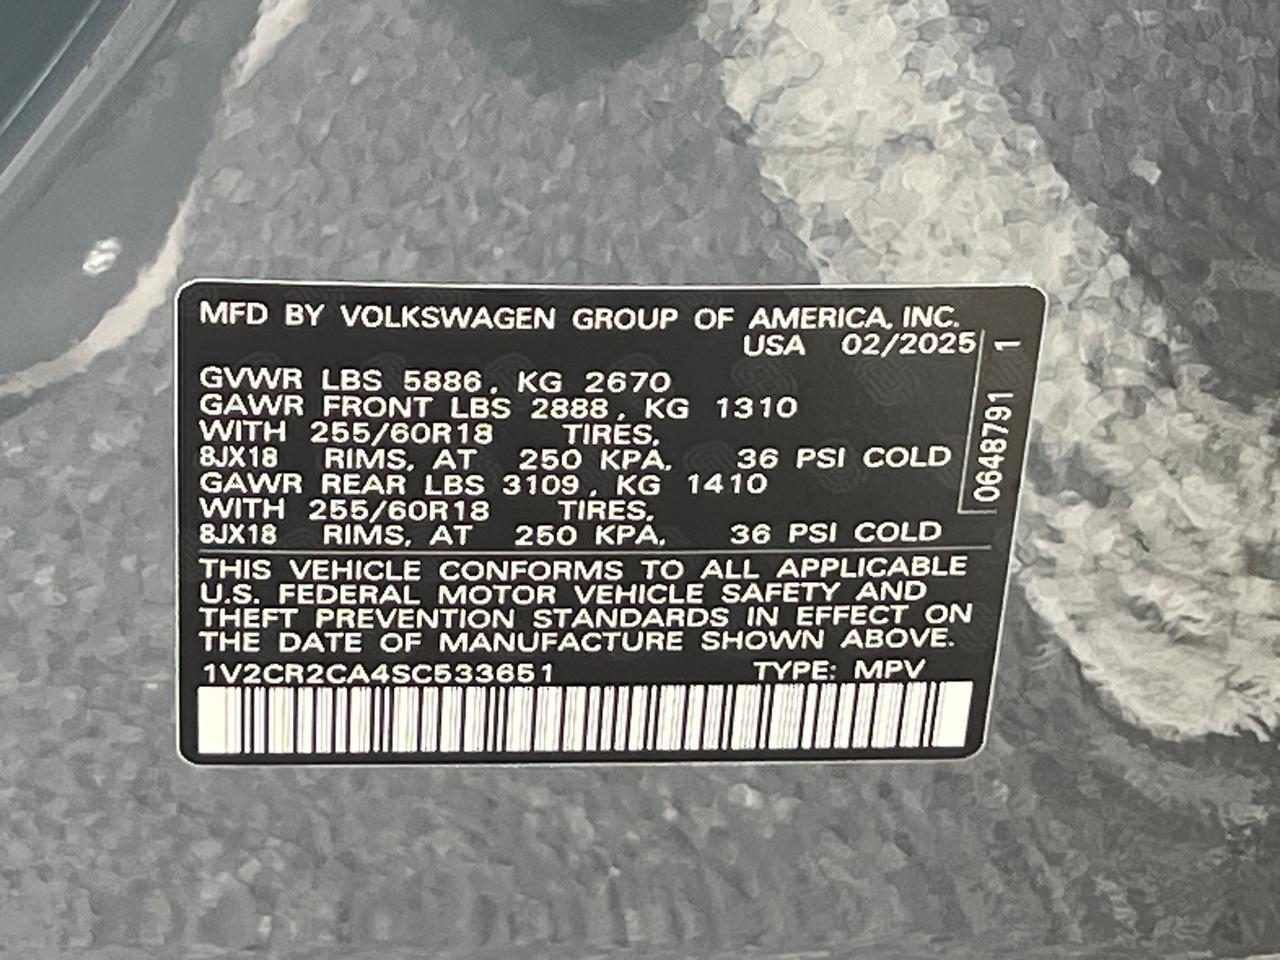 MFD BY VOLKSWAGEN GROUP OF AMERICA, INC.
USA 02/2025
GVWR LBS 5886, KG 2670
GAWR FRONT LBS 2888, KG 1310
WITH 255/60R18 TIRES,
8JX18 RIMS, AT 250 KPA, 36 PSI COLD
GAWR REAR LBS 3109, KG 1410
WITH 255/60R18 TIRES,
8JX18 RIMS, AT 250 KPA, 36 PSI COLD
0648791 1
THIS VEHICLE CONFORMS TO ALL APPLICABLE
U.S. FEDERAL MOTOR VEHICLE SAFETY AND
THEFT PREVENTION STANDARDS IN EFFECT ON
THE DATE OF MANUFACTURE SHOWN ABOVE.
1V2CR2CA4SC533651 TYPE: MPV